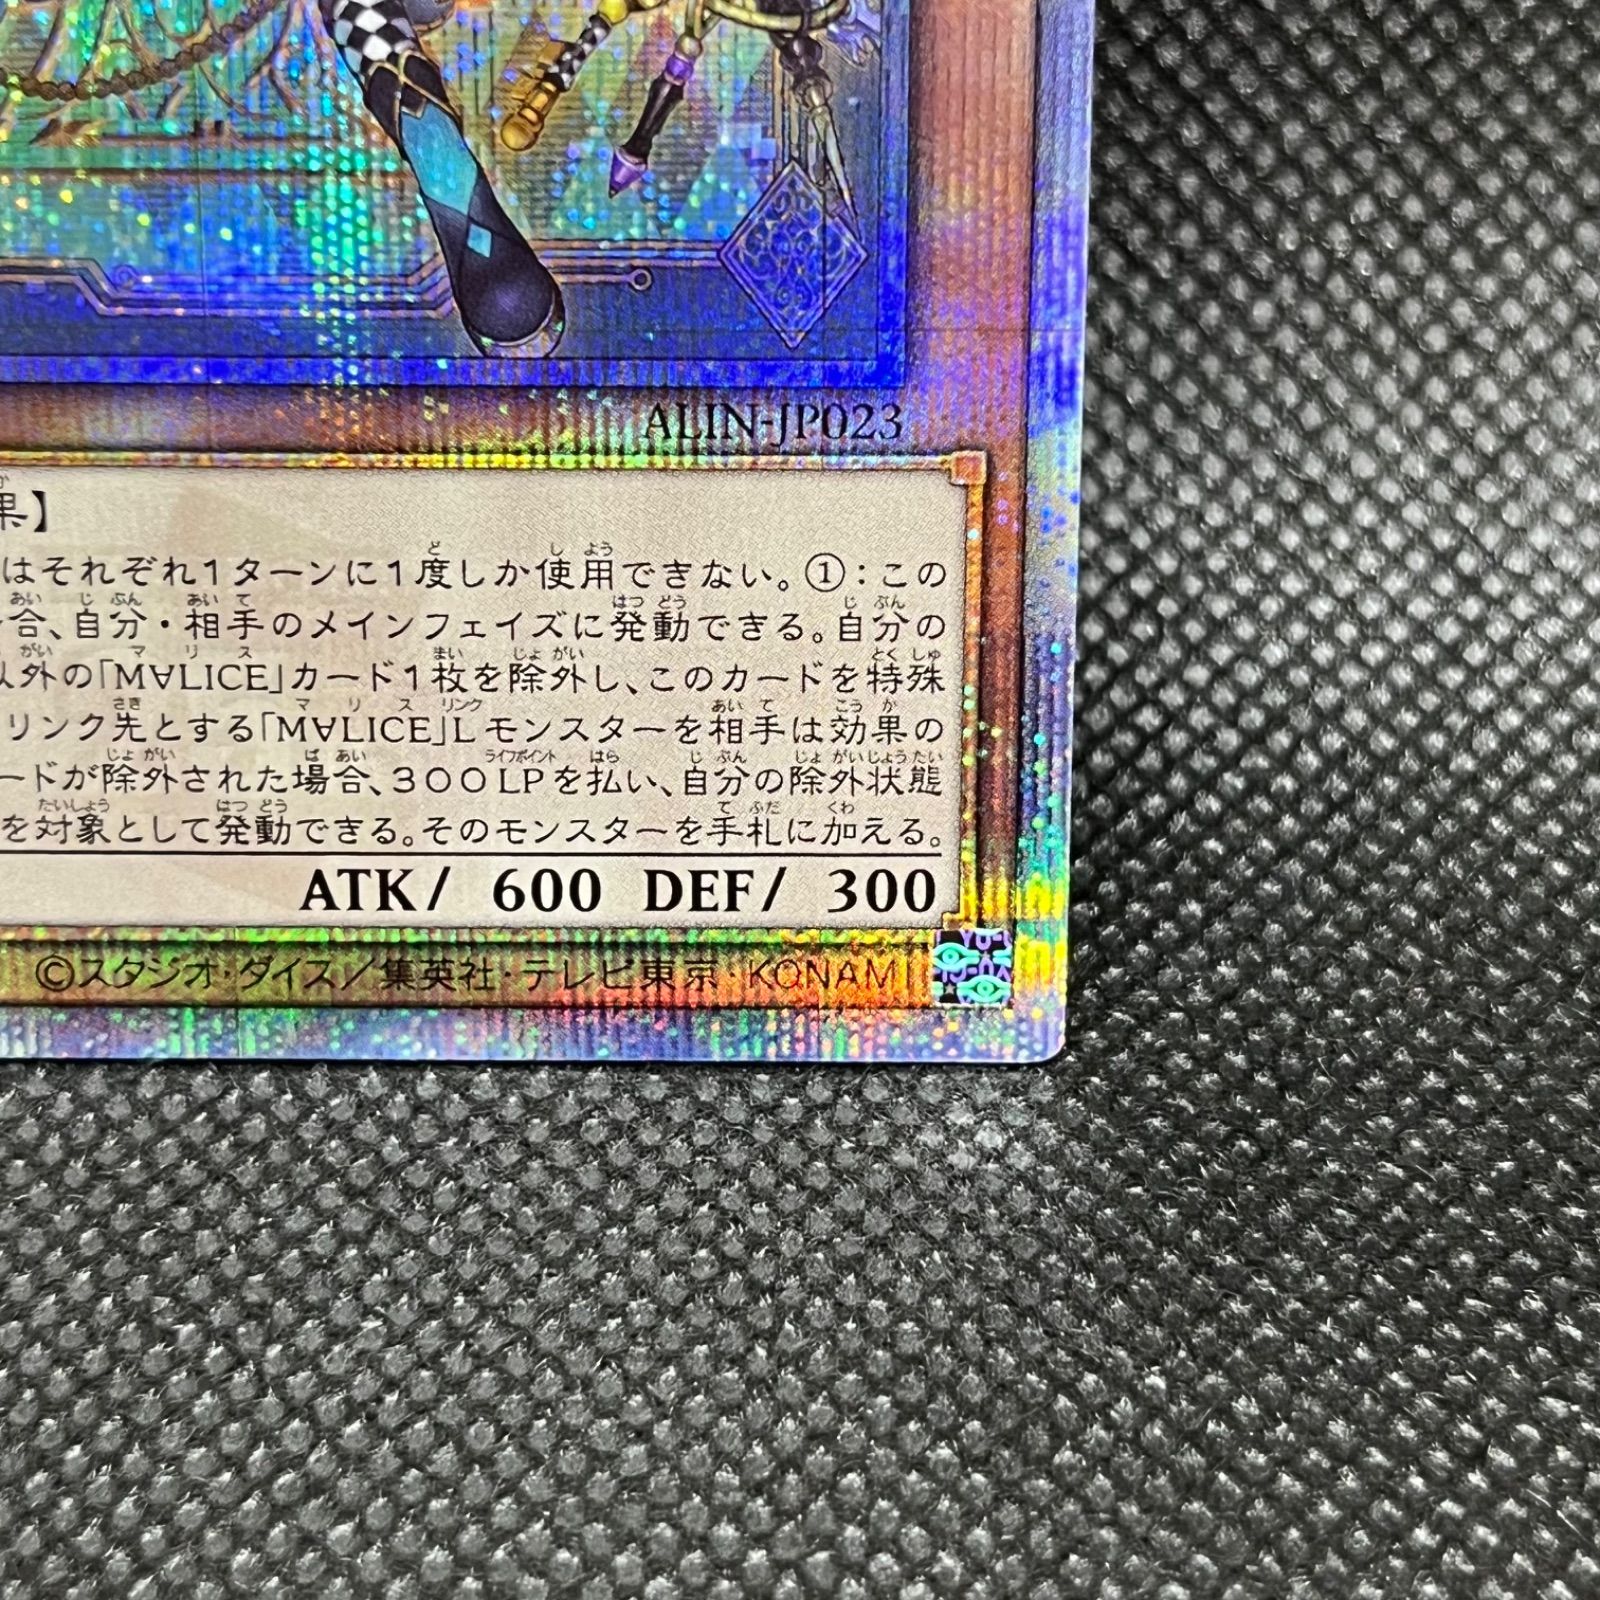 ALIN-JP023
果】
はそれぞれ1ターンに1度しか使用できない。①：この
合、自分・相手のメインフェイズに発動できる。自分の
以外の「M∀LICE」カード1枚を除外し、このカードを特殊
リンク先とする「M∀LICE」Lモンスターを相手は効果の
ードが除外された場合、300LPを払い、自分の除外状態
を対象として発動できる。そのモンスターを手札に加える。
ATK/ 600 DEF/ 300
©スタジオ・ダイス／集英社・テレビ東京・KONAMI